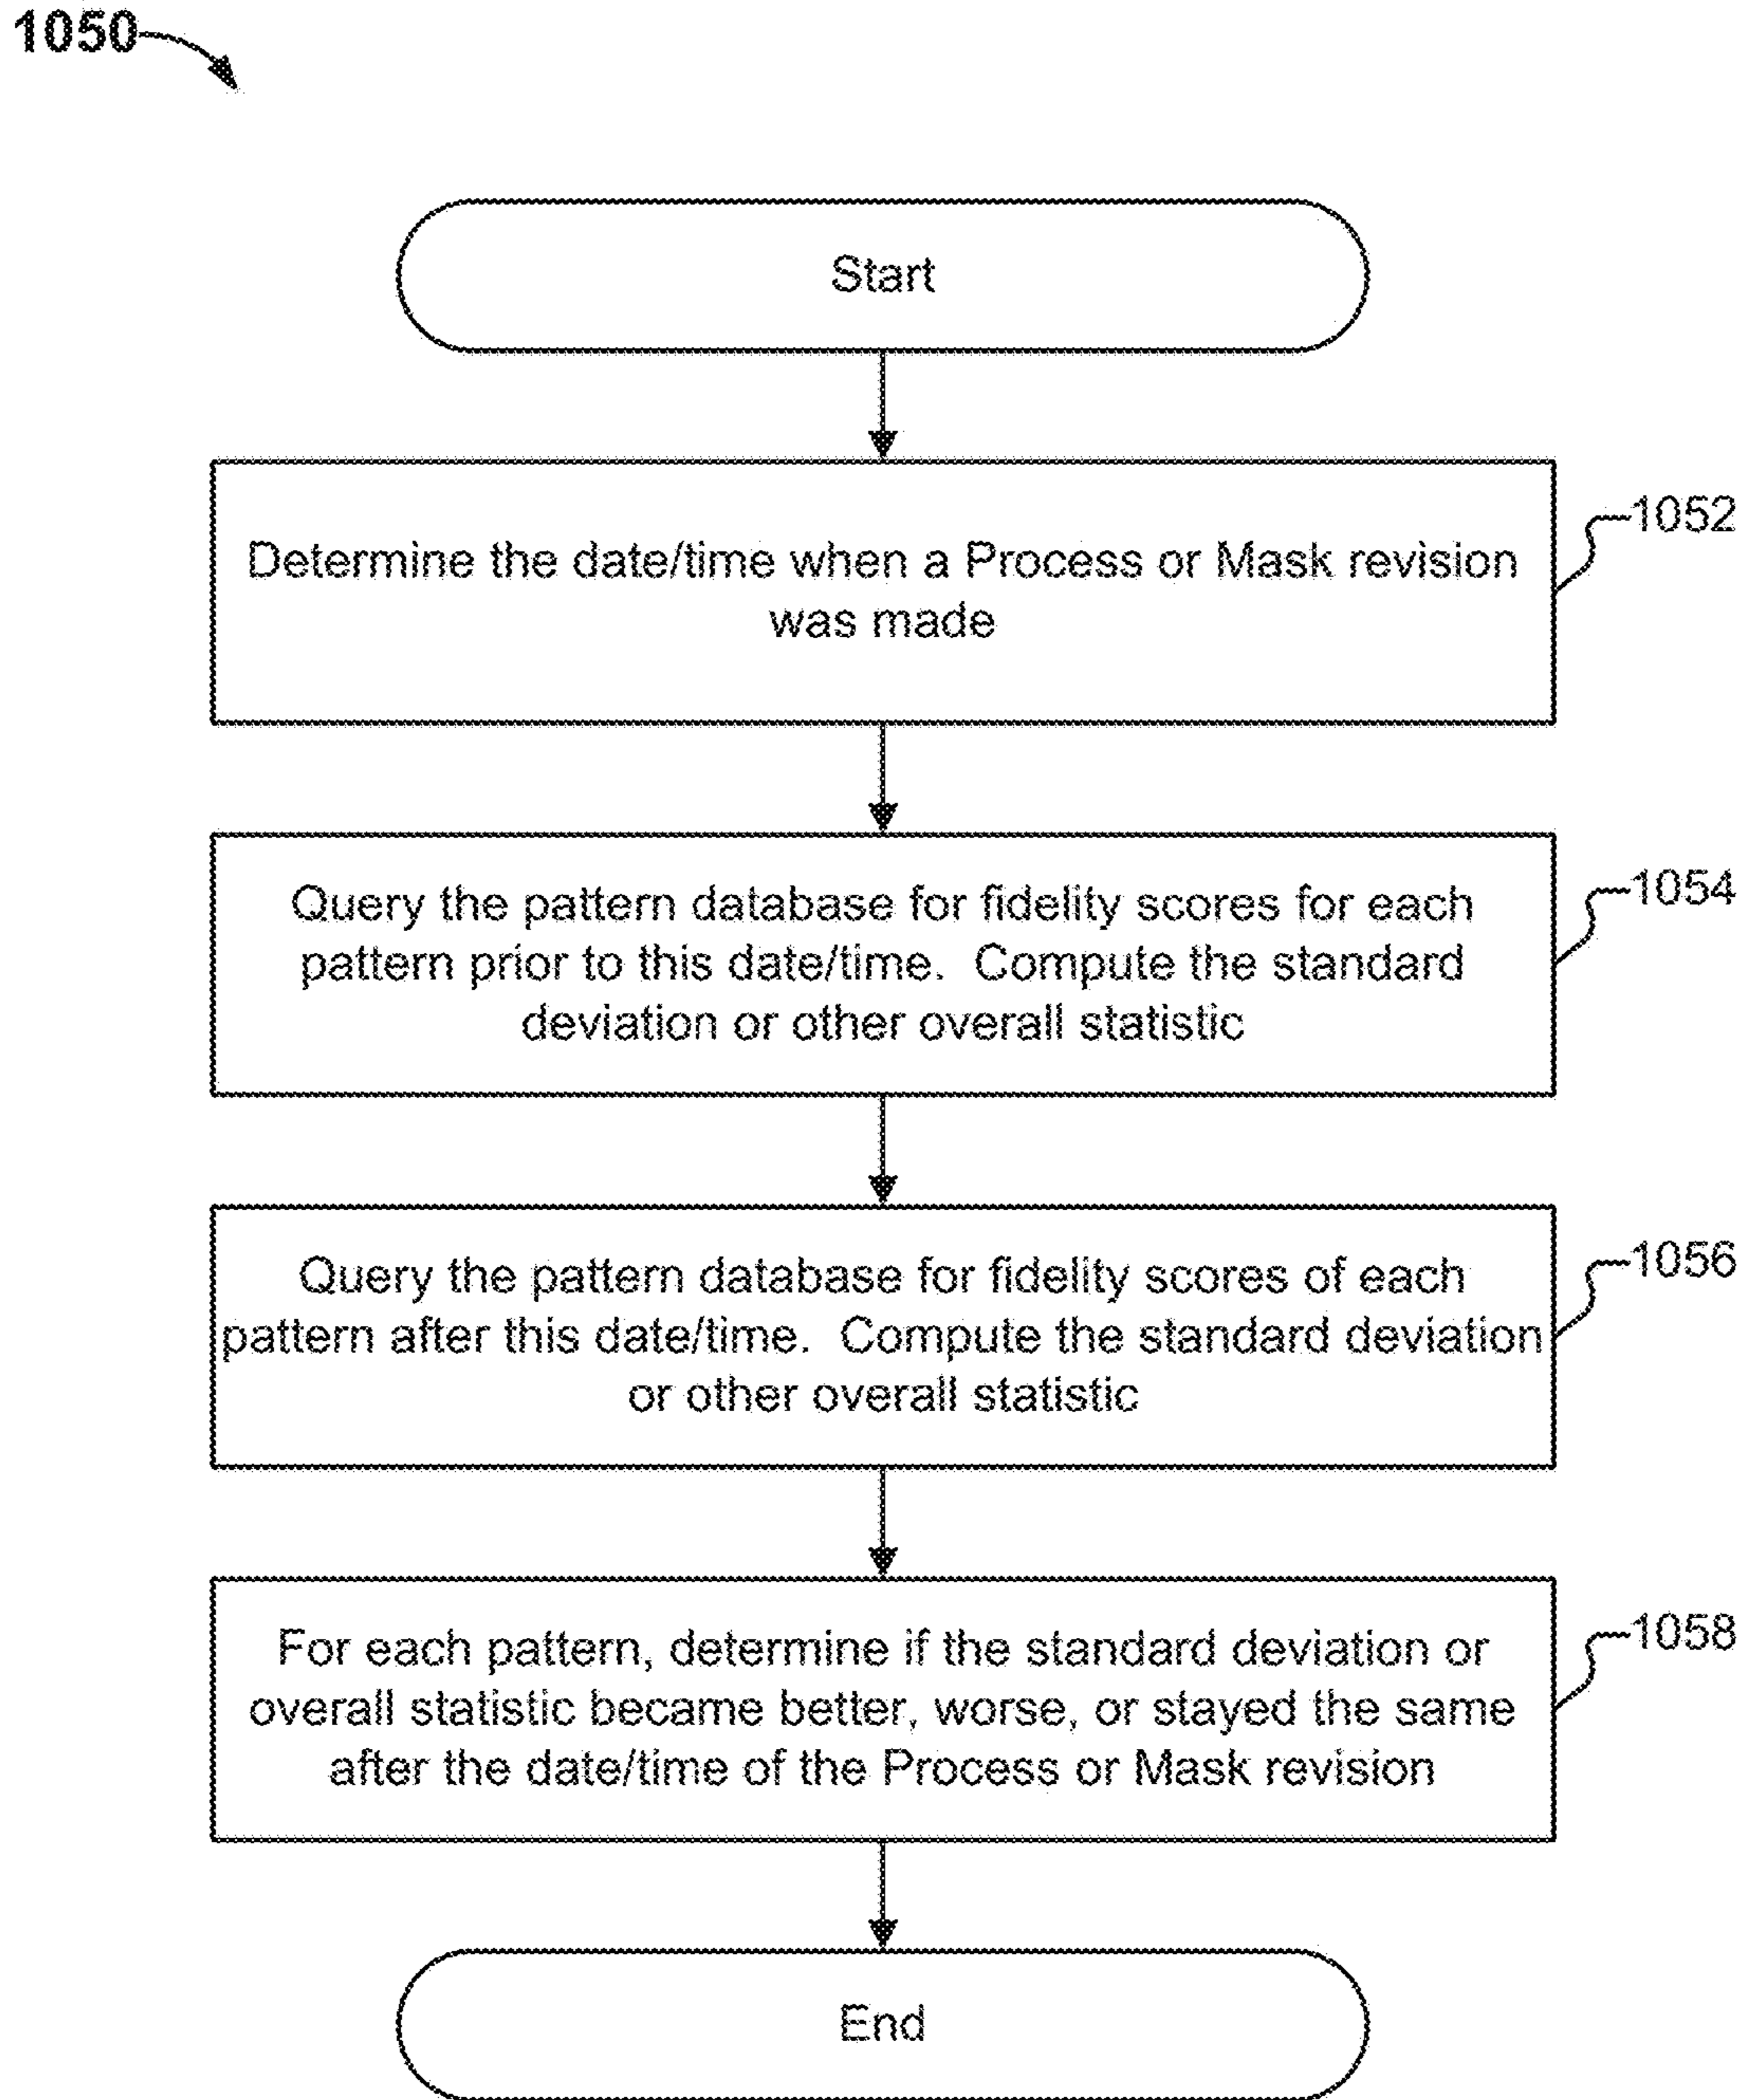 1050
Start
Determine the date/time when a Process or Mask revision
was made
1052
Query the pattern database for fidelity scores for each
pattern prior to this date/time.  Compute the standard
deviation or other overall statistic
1054
Query the pattern database for fidelity scores of each
pattern after this date/time.  Compute the standard deviation
or other overall statistic
1056
For each pattern, determine if the standard deviation or
overall statistic became better, worse, or stayed the same
after the date/time of the Process or Mask revision
1058
End